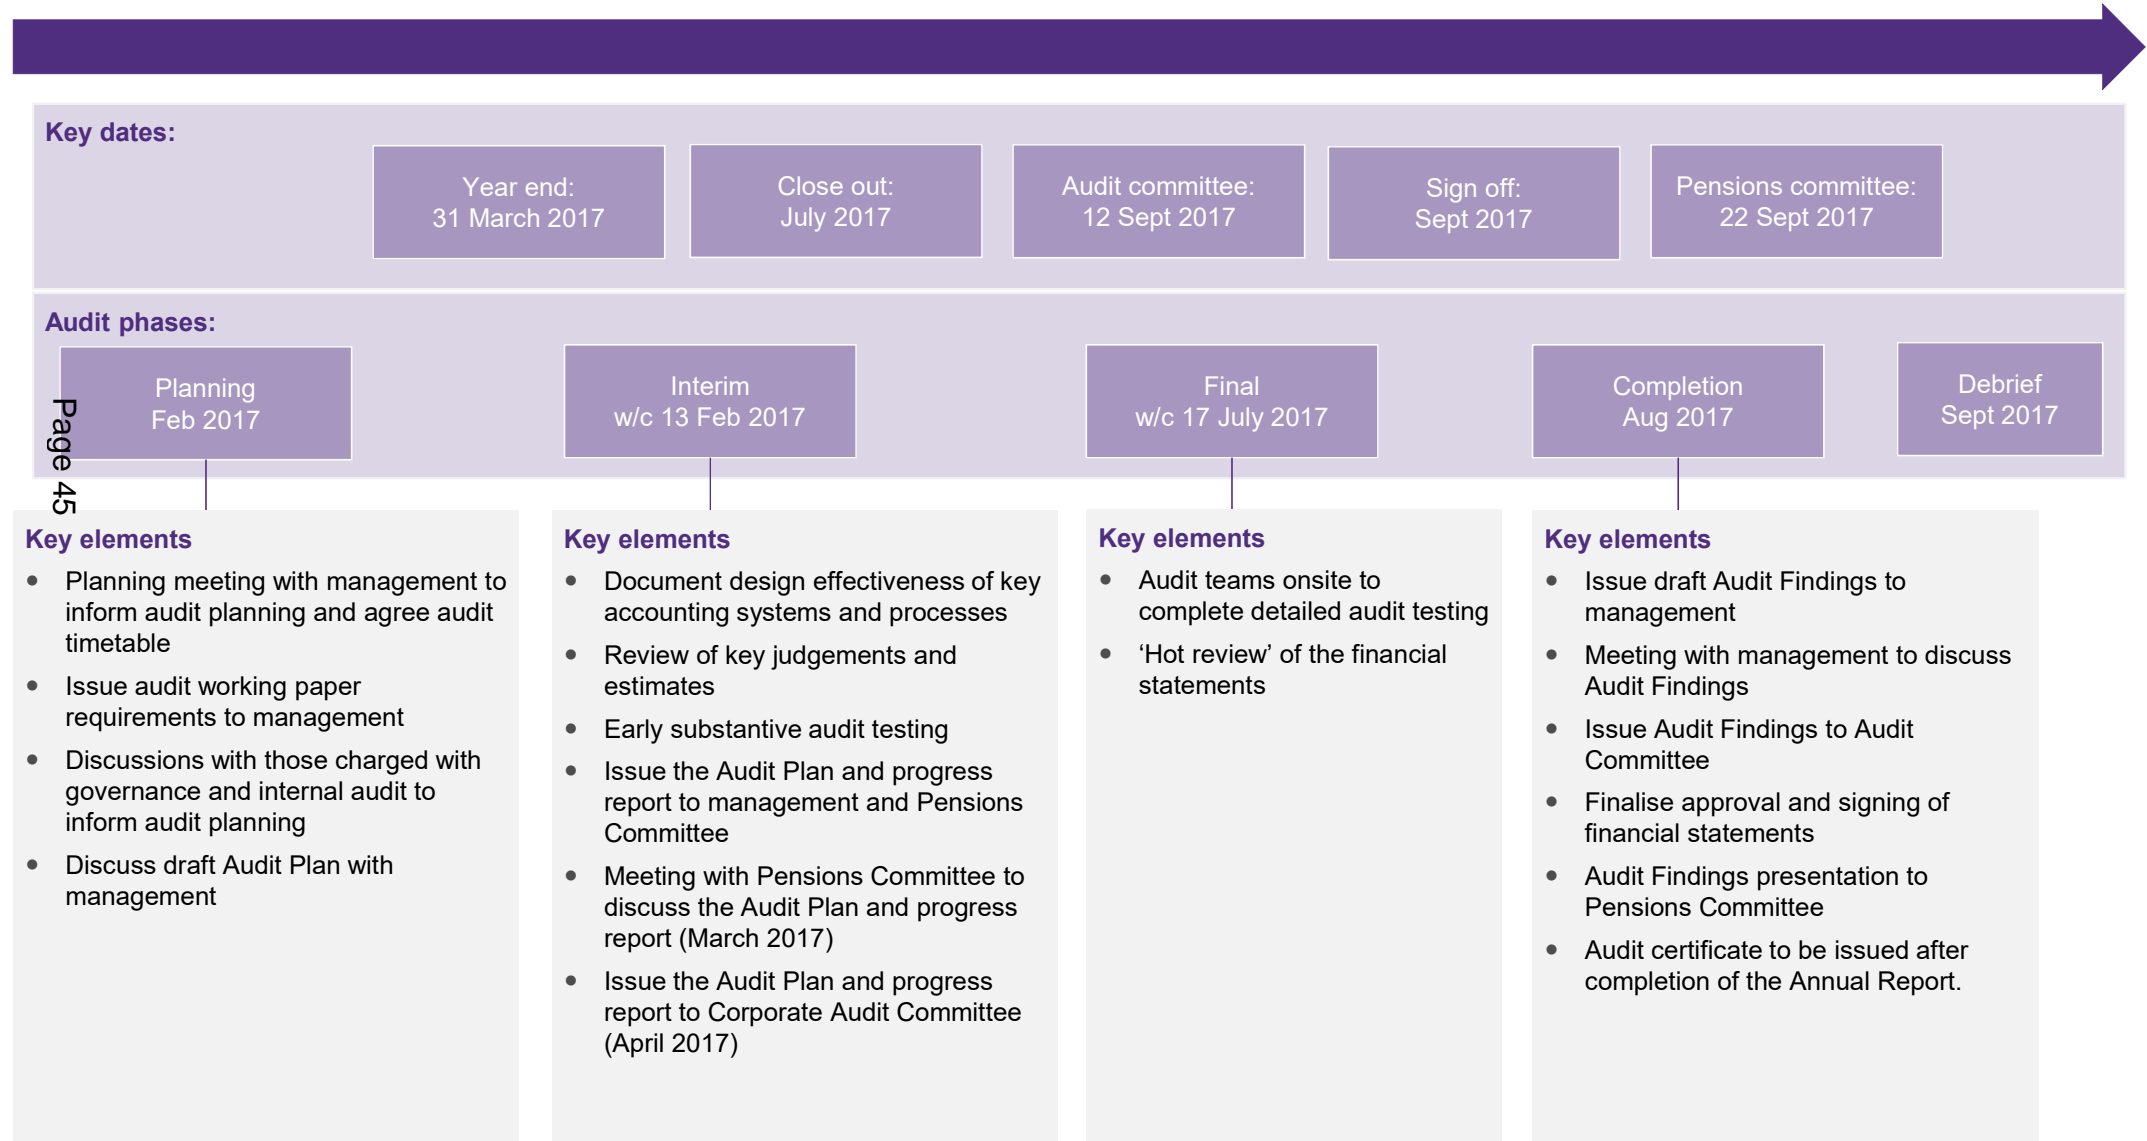 Key dates:
Year end:
31 March 2017
Close out:
July 2017
Audit committee:
12 Sept 2017
Sign off:
Sept 2017
Pensions committee:
22 Sept 2017
Audit phases:
Planning
Feb 2017
Interim
w/c 13 Feb 2017
Final
w/c 17 July 2017
Completion
Aug 2017
Debrief
Sept 2017
Page 45
Key elements
• Planning meeting with management to
inform audit planning and agree audit
timetable
• Issue audit working paper
requirements to management
• Discussions with those charged with
governance and internal audit to
inform audit planning
• Discuss draft Audit Plan with
management
Key elements
• Document design effectiveness of key
accounting systems and processes
• Review of key judgements and
estimates
• Early substantive audit testing
• Issue the Audit Plan and progress
report to management and Pensions
Committee
• Meeting with Pensions Committee to
discuss the Audit Plan and progress
report (March 2017)
• Issue the Audit Plan and progress
report to Corporate Audit Committee
(April 2017)
Key elements
• Audit teams onsite to
complete detailed audit testing
• ‘Hot review’ of the financial
statements
Key elements
• Issue draft Audit Findings to
management
• Meeting with management to discuss
Audit Findings
• Issue Audit Findings to Audit
Committee
• Finalise approval and signing of
financial statements
• Audit Findings presentation to
Pensions Committee
• Audit certificate to be issued after
completion of the Annual Report.